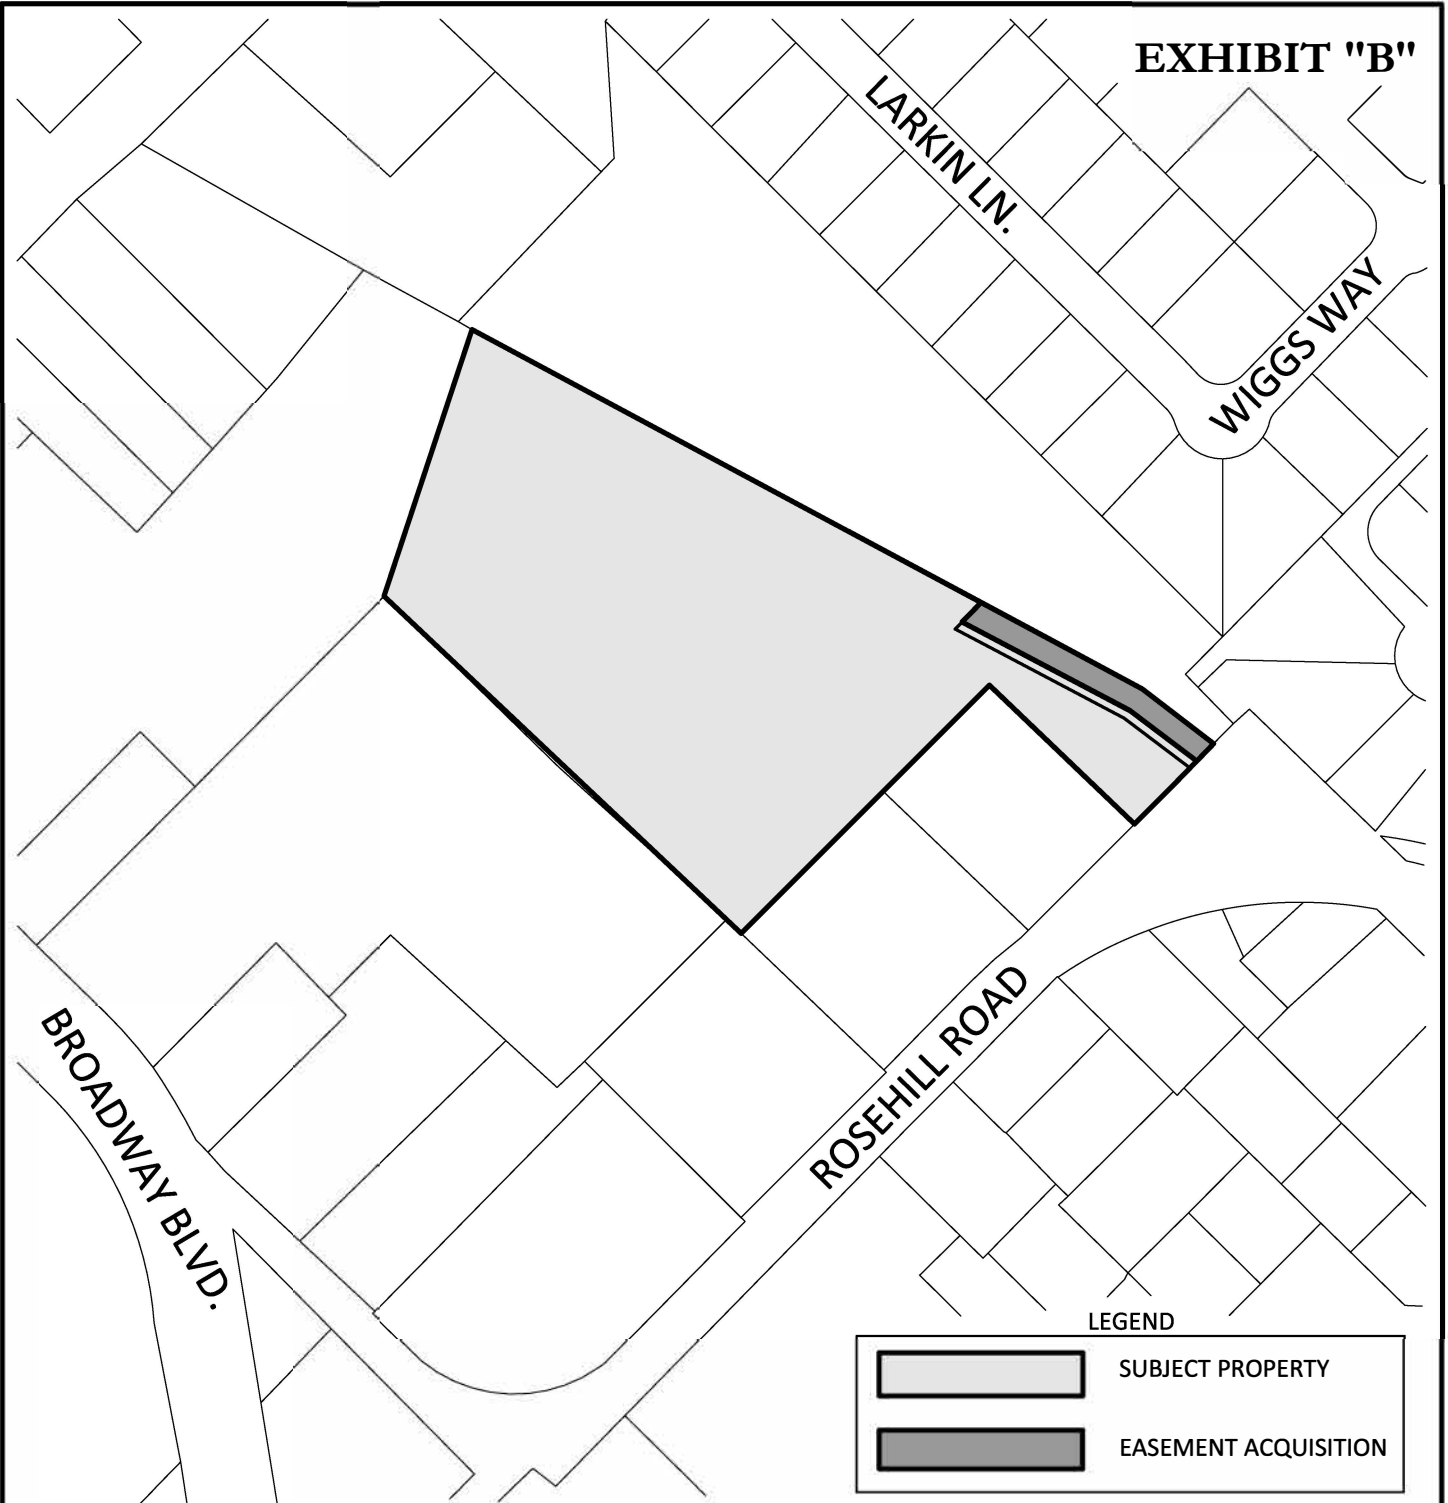 EXHIBIT "B"
LARKIN LN.
WIGGS WAY
ROSEHILL ROAD
BROADWAY BLVD.
LEGEND
SUBJECT PROPERTY
EASEMENT ACQUISITION